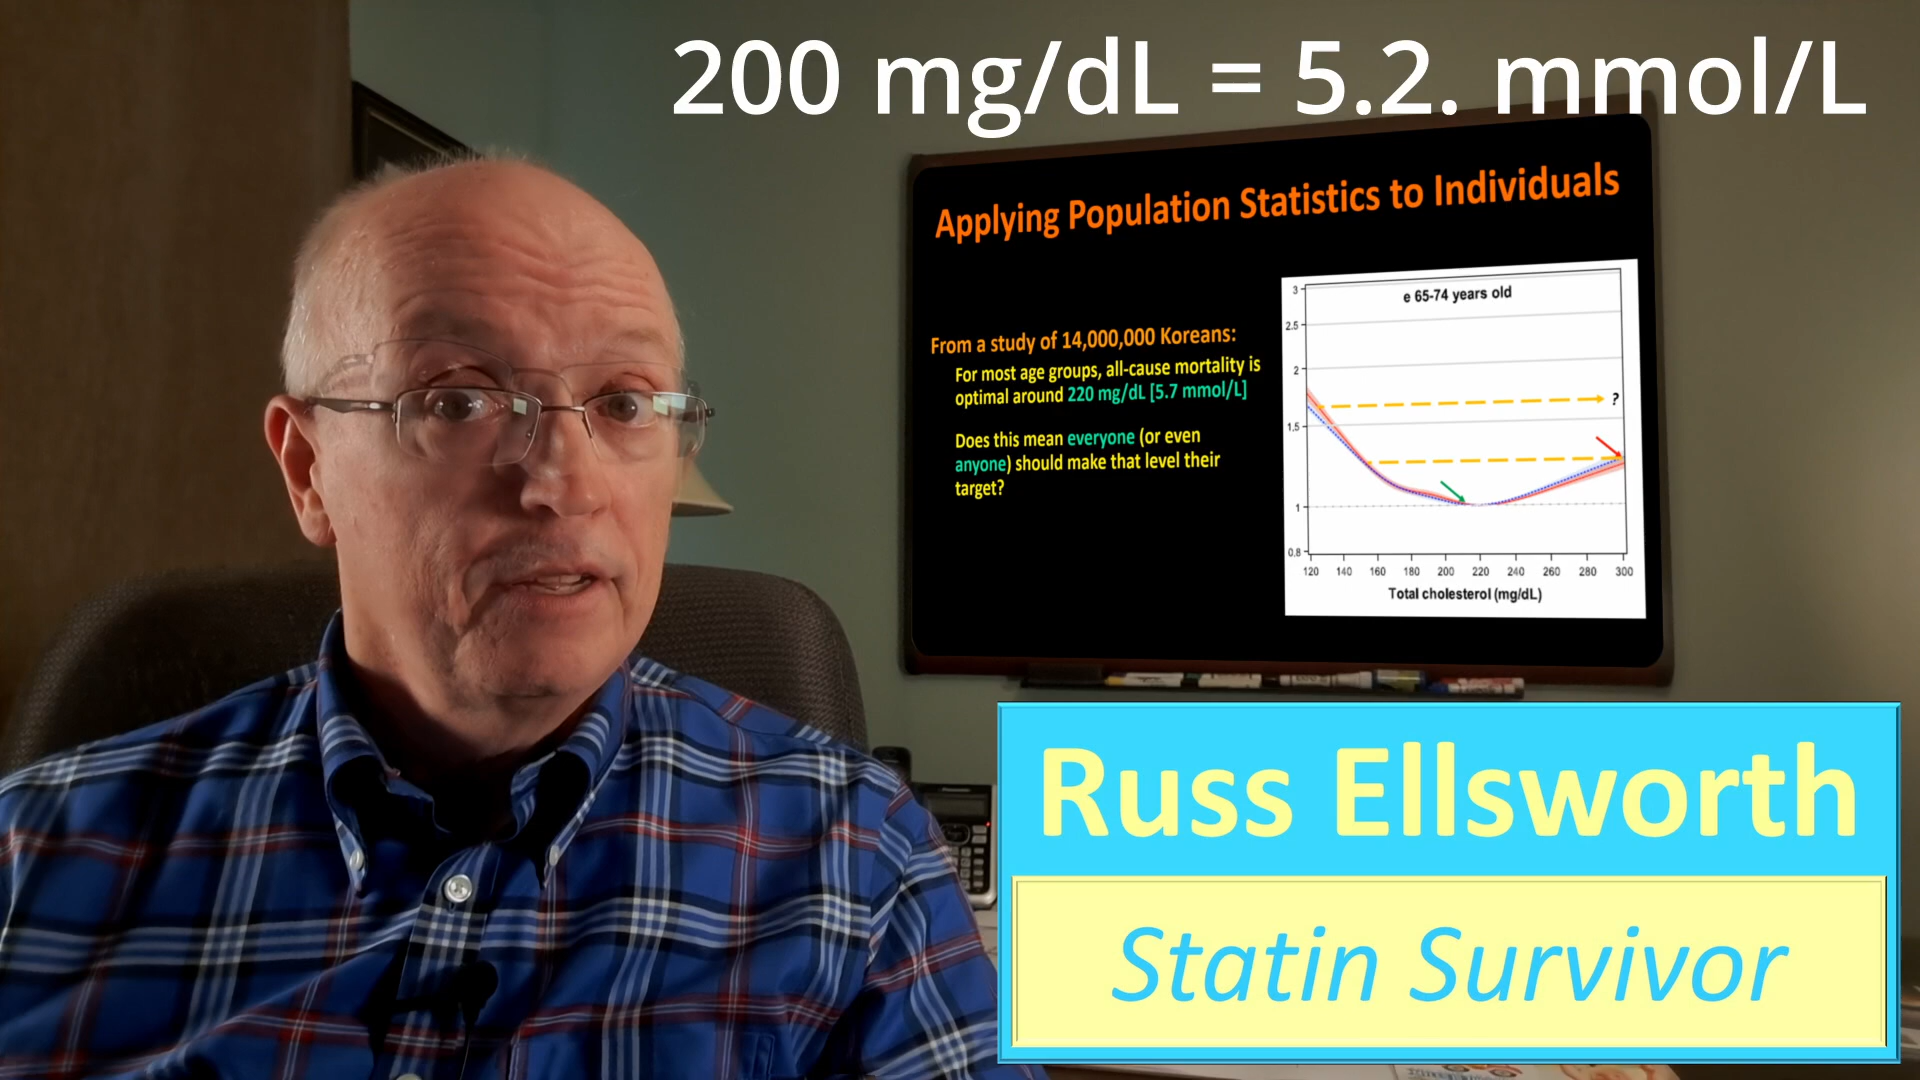 200 mg/dL = 5.2. mmol/L
Applying Population Statistics to Individuals
From a study of 14,000,000 Koreans:
For most age groups, all-cause mortality is
optimal around 220 mg/dL [5.7 mmol/L]
Does this mean everyone (or even
anyone) should make that level their
target?
e 65-74 years old
3
2.5
2
1.5
1
0.8
?
120 140 160 180 200 220 240 260 280 300
Total cholesterol (mg/dL)
Russ Ellsworth
Statin Survivor